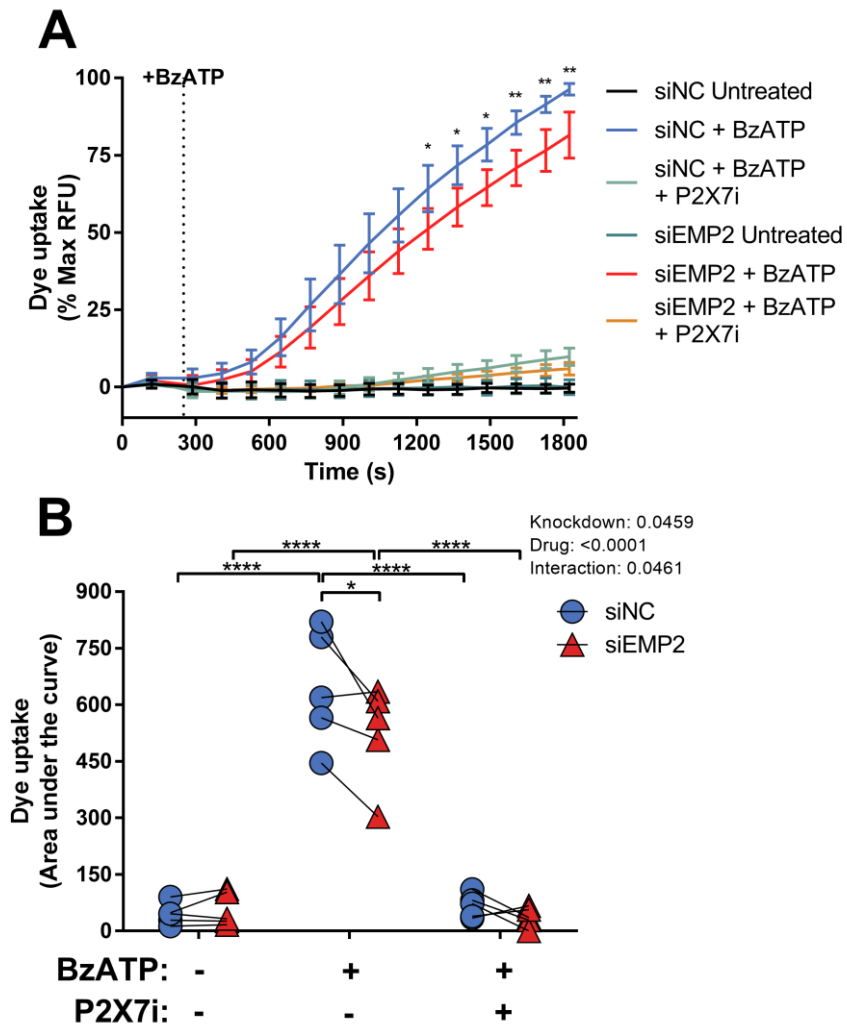 A
+BzATP
100
75
50
25
0
Dye uptake
(% Max RFU)
* * * ** ** **
0 300 600 900 1200 1500 1800
Time (s)
siNC Untreated
siNC + BzATP
siNC + BzATP
+ P2X7i
siEMP2 Untreated
siEMP2 + BzATP
siEMP2 + BzATP
+ P2X7i
B
Knockdown: 0.0459
Drug: <0.0001
Interaction: 0.0461
**** ****
**** ****
*
siNC
siEMP2
900
750
600
450
300
150
0
Dye uptake
(Area under the curve)
BzATP: - + +
P2X7i: - - +